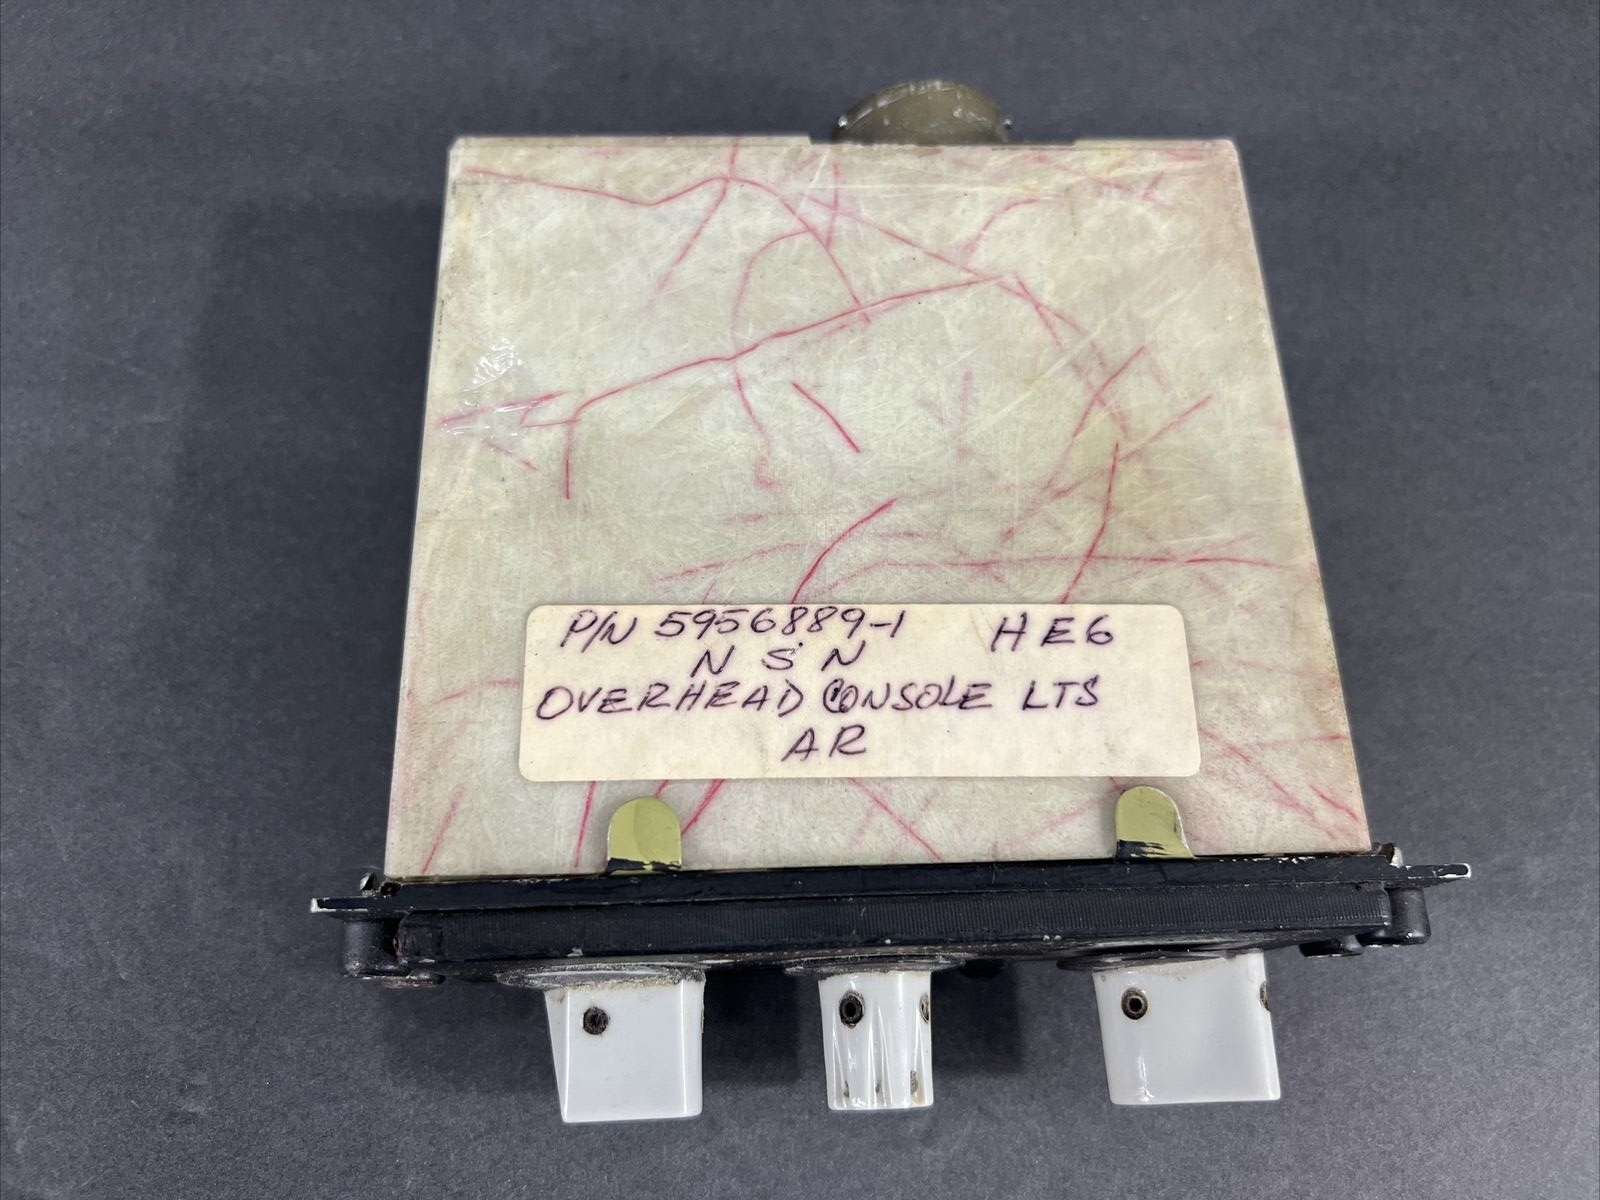 P/N 5956889-1 HE6
NSN
OVERHEAD CONSOLE LTS
AR